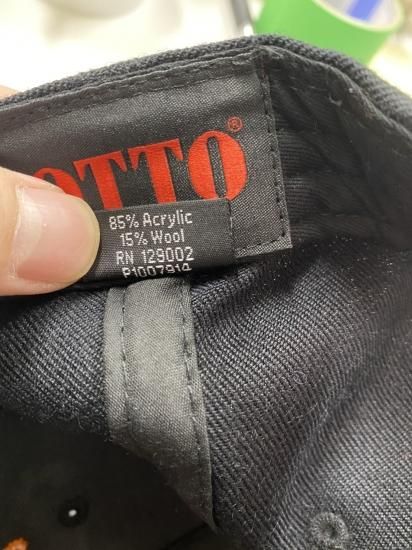 OTTO®
85% Acrylic
15% Wool
RN 129002
P1007914